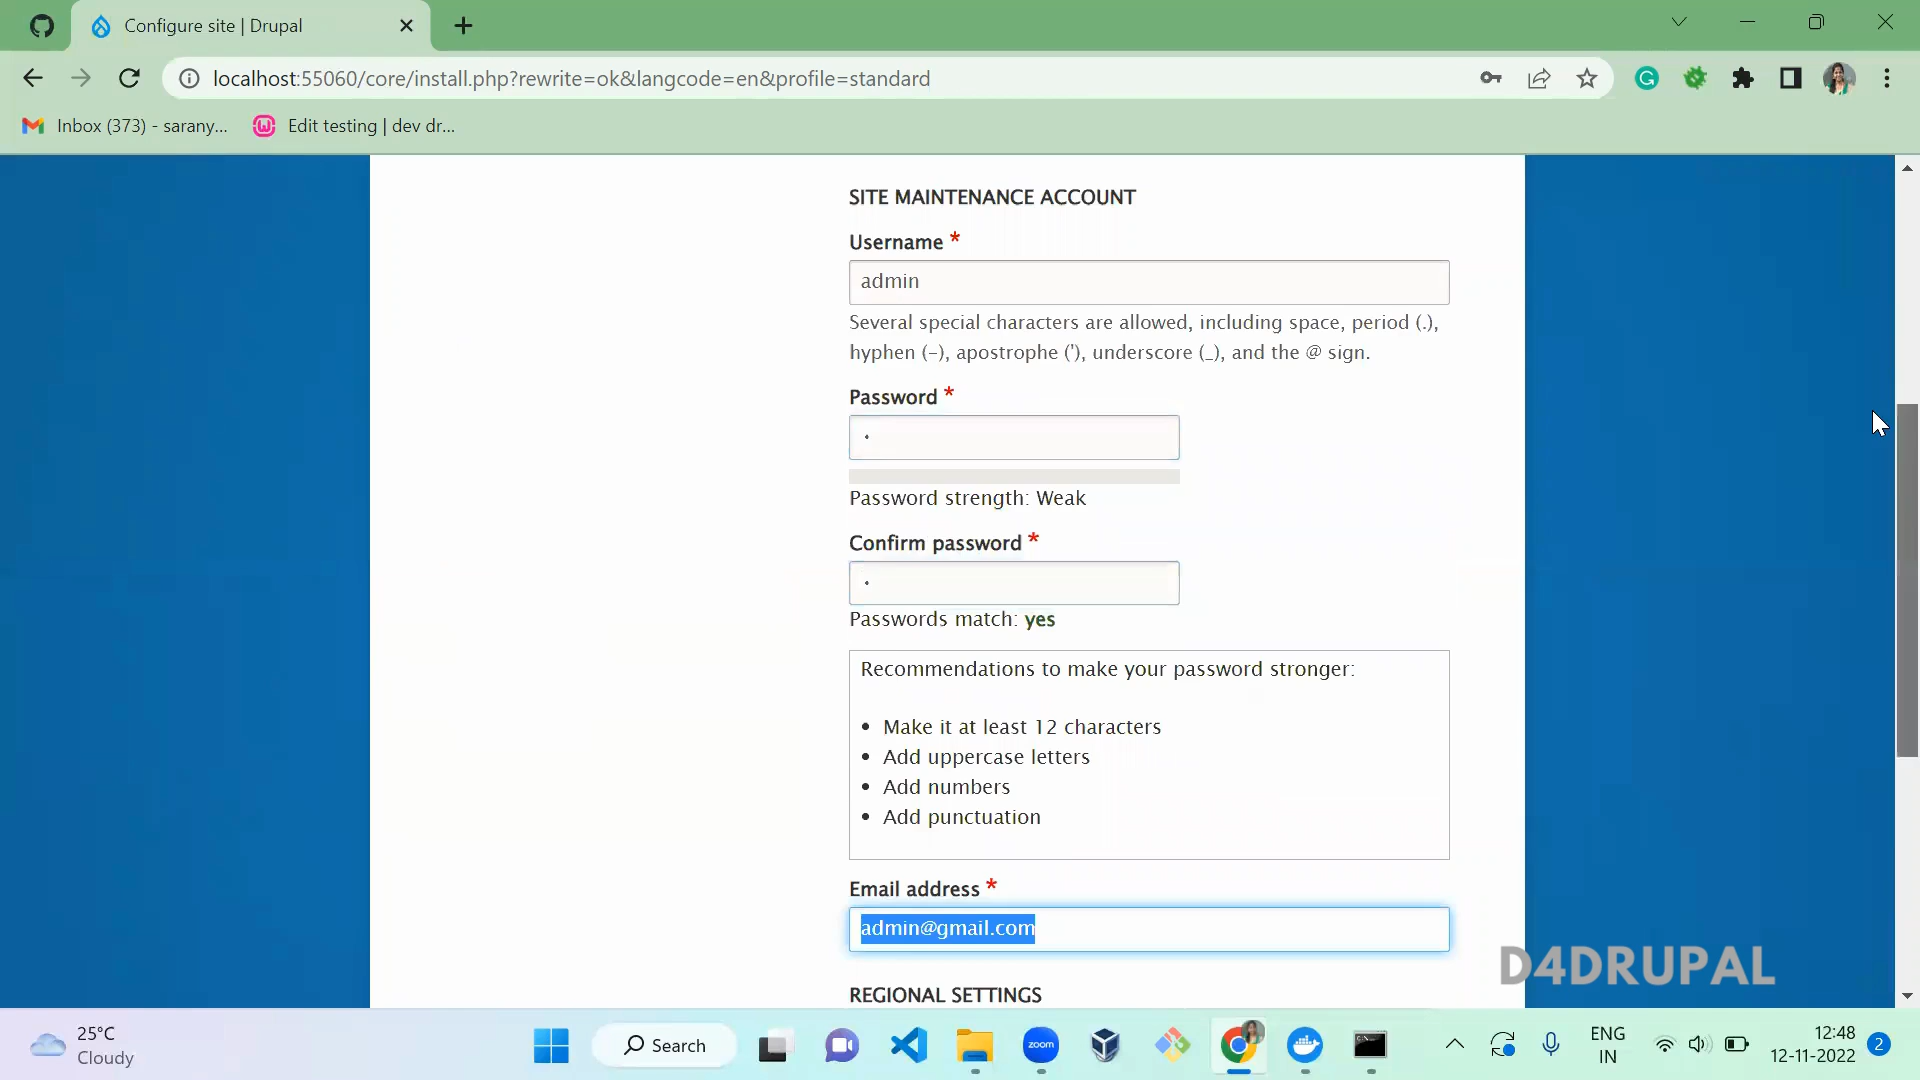 Configure site | Drupal
localhost:55060/core/install.php?rewrite=ok&langcode=en&profile=standard
Inbox (373) - sarany...
Edit testing | dev dr...
SITE MAINTENANCE ACCOUNT
Username *
admin
Several special characters are allowed, including space, period (.),
hyphen (-), apostrophe ('), underscore (_), and the @ sign.
Password *
Password strength: Weak
Confirm password *
Passwords match: yes
Recommendations to make your password stronger:
• Make it at least 12 characters
• Add uppercase letters
• Add numbers
• Add punctuation
Email address *
admin@gmail.com
D4DRUPAL
REGIONAL SETTINGS
25°C
Cloudy
Search
zoom
ENG
IN
12:48
12-11-2022
2